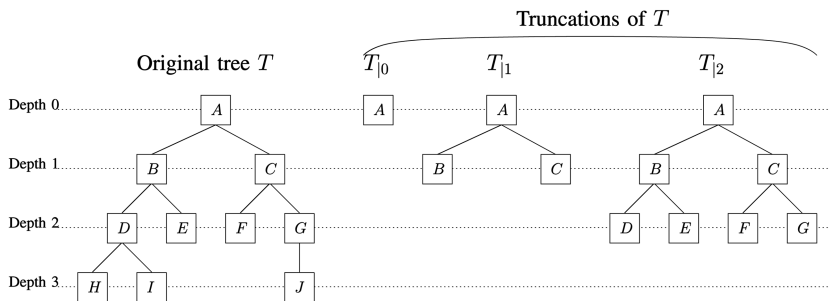 Truncations of T
Original tree T T|0 T|1 T|2
Depth 0 A A A A
Depth 1 B C B C B C
Depth 2 D E F G D E F G
Depth 3 H I J